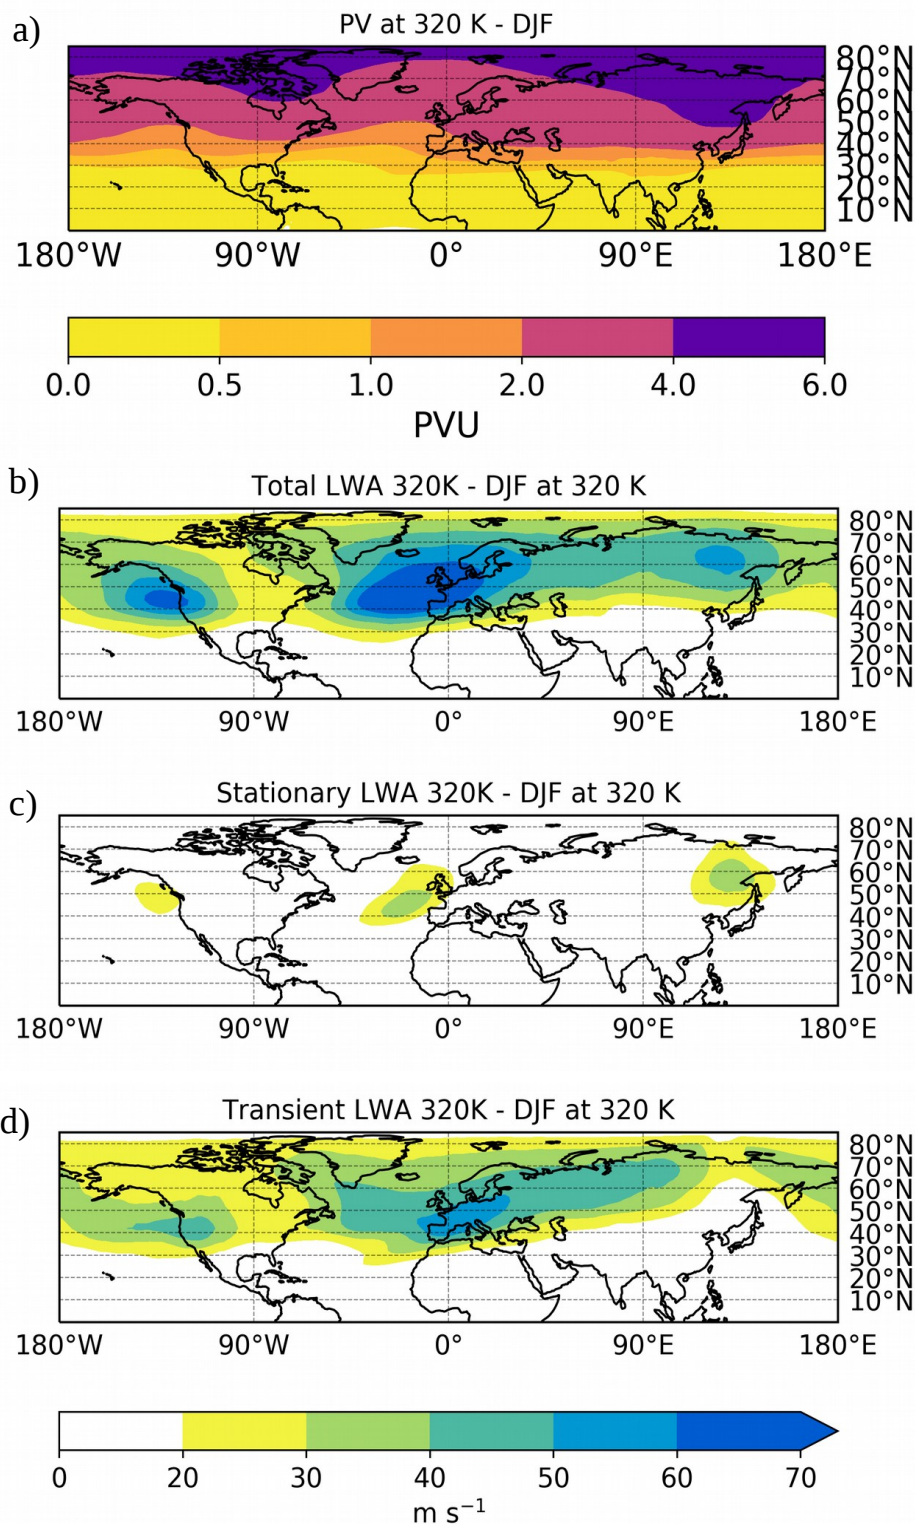 a)
PV at 320 K - DJF
80°N
70°N
60°N
50°N
40°N
30°N
20°N
10°N
180°W 90°W 0° 90°E 180°E
0.0 0.5 1.0 2.0 4.0 6.0
PVU
b)
Total LWA 320K - DJF at 320 K
80°N
70°N
60°N
50°N
40°N
30°N
20°N
10°N
180°W 90°W 0° 90°E 180°E
c)
Stationary LWA 320K - DJF at 320 K
80°N
70°N
60°N
50°N
40°N
30°N
20°N
10°N
180°W 90°W 0° 90°E 180°E
d)
Transient LWA 320K - DJF at 320 K
80°N
70°N
60°N
50°N
40°N
30°N
20°N
10°N
180°W 90°W 0° 90°E 180°E
0 20 30 40 50 60 70
m s⁻¹